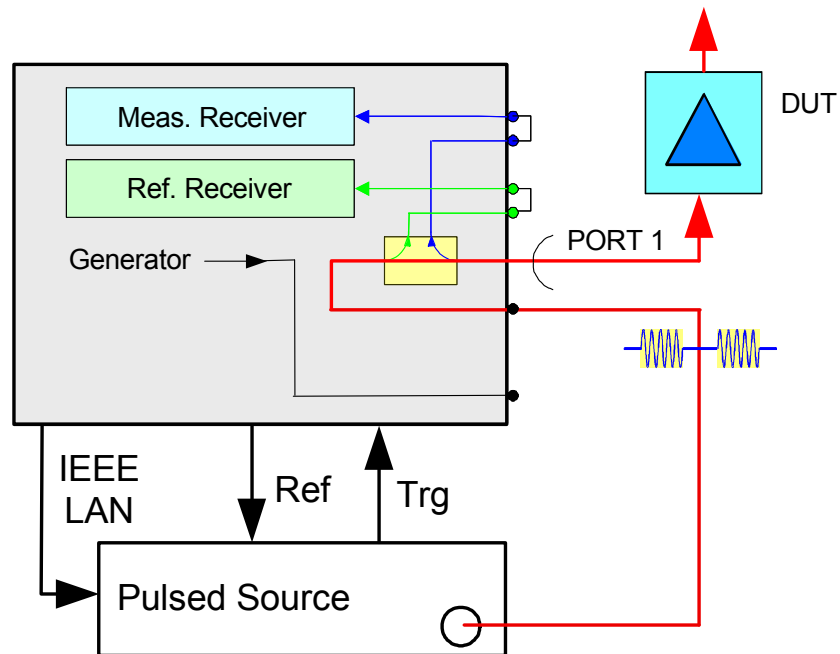 Meas. Receiver
DUT
Ref. Receiver
PORT 1
Generator
IEEE
LAN
Ref
Trg
Pulsed Source